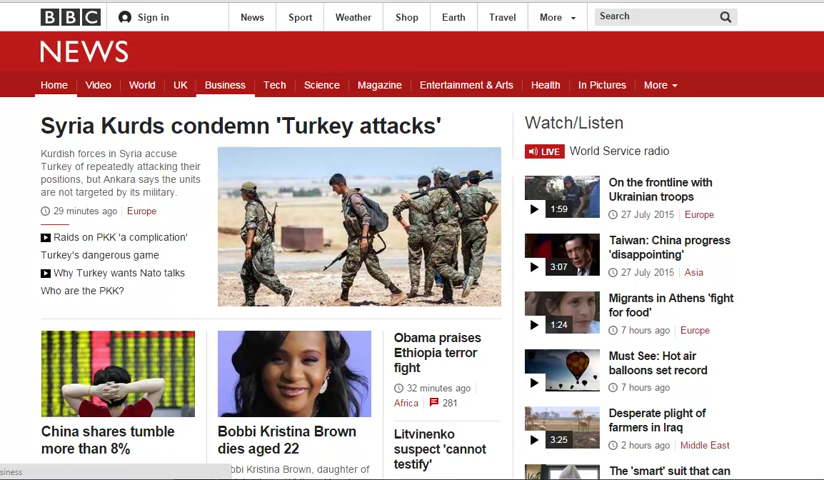 BBC Sign in News Sport Weather Shop Earth Travel More Search
NEWS
Home Video World UK Business Tech Science Magazine Entertainment & Arts Health In Pictures More
Syria Kurds condemn 'Turkey attacks'
Kurdish forces in Syria accuse
Turkey of repeatedly attacking their
positions, but Ankara says the units
are not targeted by its military.
29 minutes ago Europe
Raids on PKK 'a complication'
Turkey's dangerous game
Why Turkey wants Nato talks
Who are the PKK?
China shares tumble
more than 8%
Bobbi Kristina Brown
dies aged 22
Bobbi Kristina Brown, daughter of
Obama praises
Ethiopia terror
fight
32 minutes ago
Africa 281
Litvinenko
suspect 'cannot
testify'
Watch/Listen
LIVE World Service radio
1:59
On the frontline with
Ukrainian troops
27 July 2015 Europe
3:07
Taiwan: China progress
'disappointing'
27 July 2015 Asia
1:24
Migrants in Athens 'fight
for food'
7 hours ago Europe
Must See: Hot air
balloons set record
7 hours ago
3:25
Desperate plight of
farmers in Iraq
2 hours ago Middle East
The 'smart' suit that can
siness